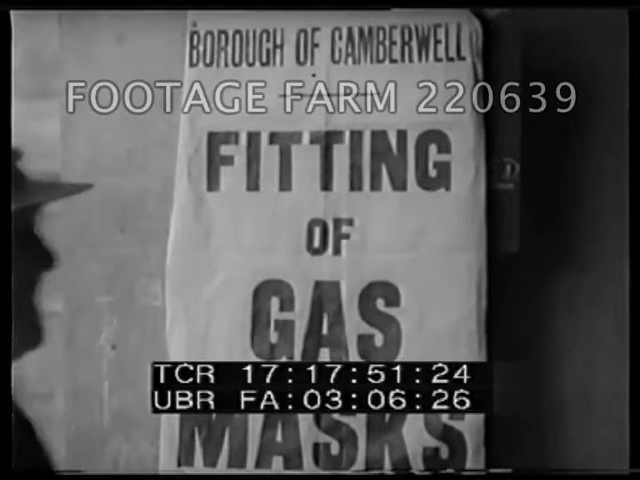 BOROUGH OF CAMBERWELL
FOOTAGE FARM 220639
FITTING
OF
GAS
TCR 17:17:51:24
UBR FA:03:06:26
MASKS